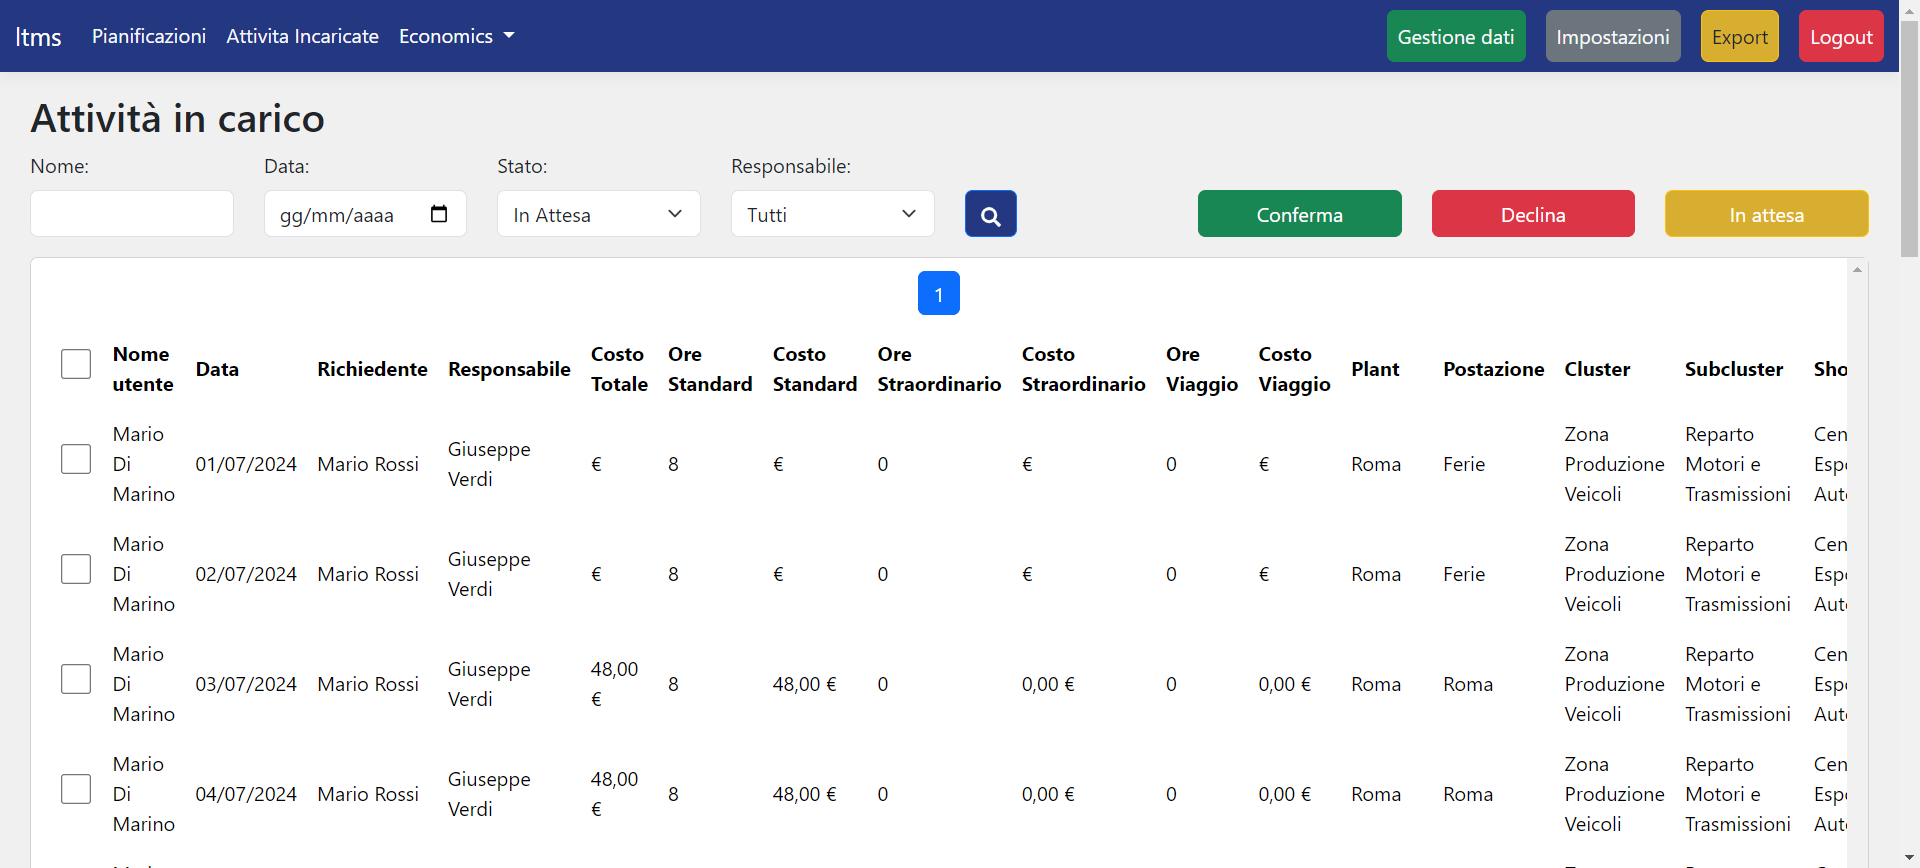 ltms Pianificazioni Attivita Incaricate Economics Gestione dati Impostazioni Export Logout
Attività in carico
Nome: Data: Stato: Responsabile:
gg/mm/aaaa In Attesa Tutti Conferma Declina In attesa
1
Nome utente Data Richiedente Responsabile Costo Totale Ore Standard Costo Standard Ore Straordinario Costo Straordinario Ore Viaggio Costo Viaggio Plant Postazione Cluster Subcluster Sho
Mario Di Marino 01/07/2024 Mario Rossi Giuseppe Verdi € 8 € 0 € 0 € Roma Ferie Zona Produzione Veicoli Reparto Motori e Trasmissioni Cen Esp Aut
Mario Di Marino 02/07/2024 Mario Rossi Giuseppe Verdi € 8 € 0 € 0 € Roma Ferie Zona Produzione Veicoli Reparto Motori e Trasmissioni Cen Esp Aut
Mario Di Marino 03/07/2024 Mario Rossi Giuseppe Verdi 48,00 € 8 48,00 € 0 0,00 € 0 0,00 € Roma Roma Zona Produzione Veicoli Reparto Motori e Trasmissioni Cen Esp Aut
Mario Di Marino 04/07/2024 Mario Rossi Giuseppe Verdi 48,00 € 8 48,00 € 0 0,00 € 0 0,00 € Roma Roma Zona Produzione Veicoli Reparto Motori e Trasmissioni Cen Esp Aut